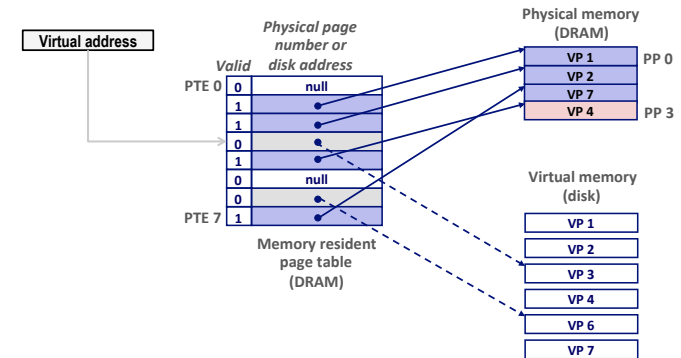 Virtual address
Physical page
number or
disk address
Valid
PTE 0
0
null
1
1
0
1
0
null
0
PTE 7
1
Memory resident
page table
(DRAM)
Physical memory
(DRAM)
VP 1
PP 0
VP 2
VP 7
VP 4
PP 3
Virtual memory
(disk)
VP 1
VP 2
VP 3
VP 4
VP 6
VP 7